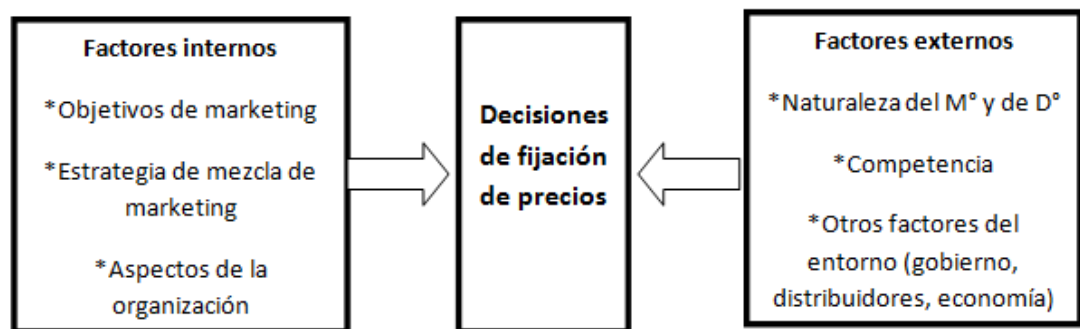 Factores internos
*Objetivos de marketing
*Estrategia de mezcla de
marketing
*Aspectos de la
organización
Decisiones
de fijación
de precios
Factores externos
*Naturaleza del M° y de D°
*Competencia
*Otros factores del
entorno (gobierno,
distribuidores, economía)